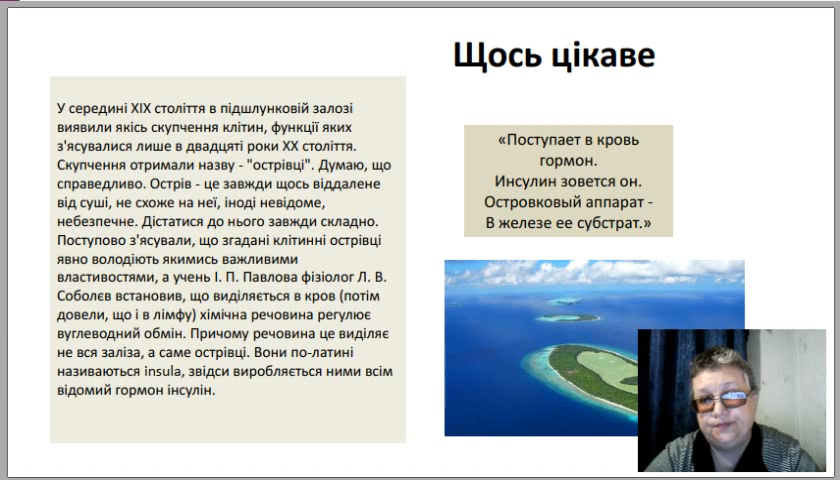 Щось цікаве
У середині XIX століття в підшлунковій залозі
виявили якісь скупчення клітин, функції яких
з'ясувалися лише в двадцяті роки XX століття.
Скупчення отримали назву - "острівці". Думаю, що
справедливо. Острів - це завжди щось віддалене
від суші, не схоже на неї, іноді невідоме,
небезпечне. Дістатися до нього завжди складно.
Поступово з'ясували, що згадані клітинні острівці
явно володіють якимись важливими
властивостями, а учень І. П. Павлова фізіолог Л. В.
Соболєв встановив, що виділяється в кров (потім
довели, що і в лімфу) хімічна речовина регулює
вуглеводний обмін. Причому речовина це виділяє
не вся заліза, а саме острівці. Вони по-латині
називаються insula, звідси виробляється ними всім
відомий гормон інсулін.
«Поступает в кровь
гормон.
Инсулин зовется он.
Островковый аппарат -
В железе ее субстрат.»